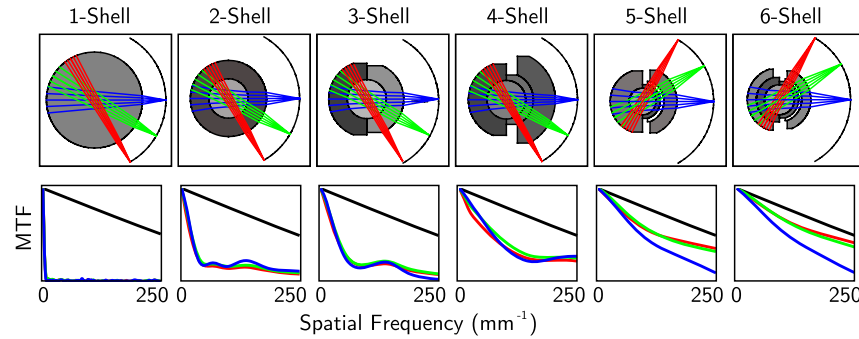 1-Shell 2-Shell 3-Shell 4-Shell 5-Shell 6-Shell
MTF
0 250 0 250 0 250 0 250 0 250 0 250
Spatial Frequency (mm⁻¹)